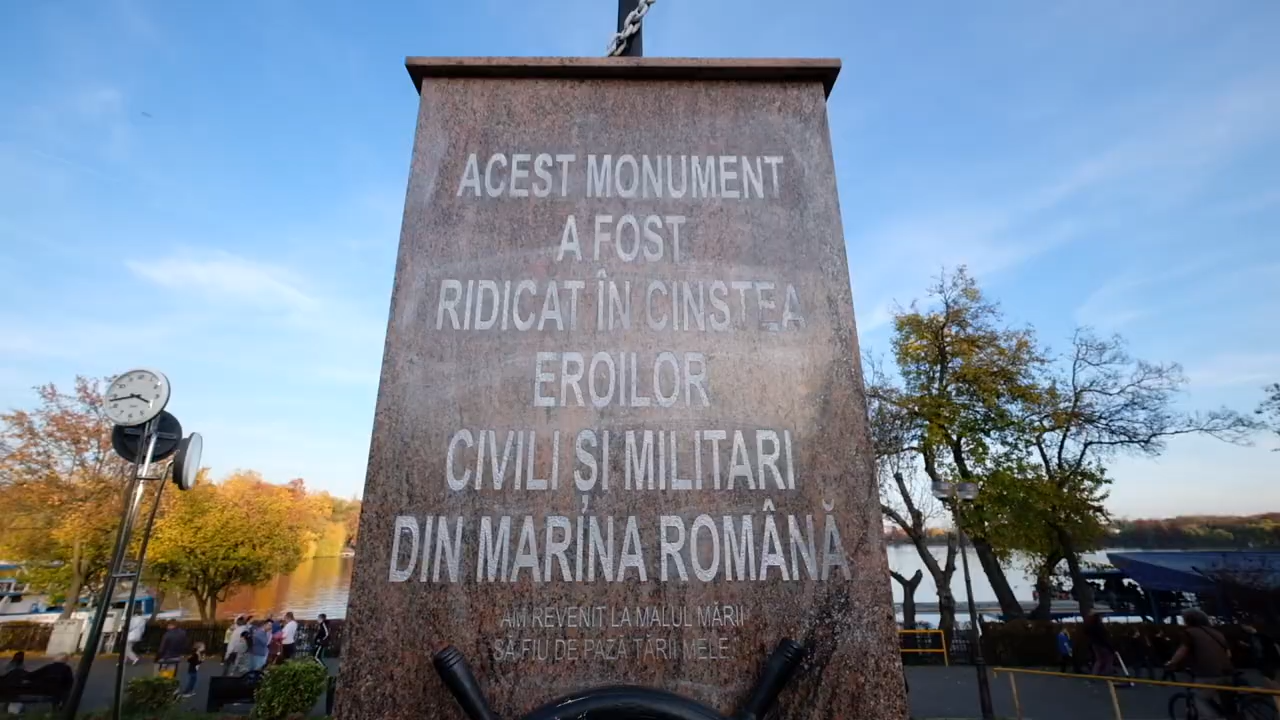 ACEST MONUMENT
A FOST
RIDICAT ÎN CINSTEA
EROILOR
CIVILI ȘI MILITARI
DIN MARINA ROMÂNĂ
AM REVENIT LA MALUL MĂRII
SĂ FIU DE PAZĂ ȚĂRII MELE